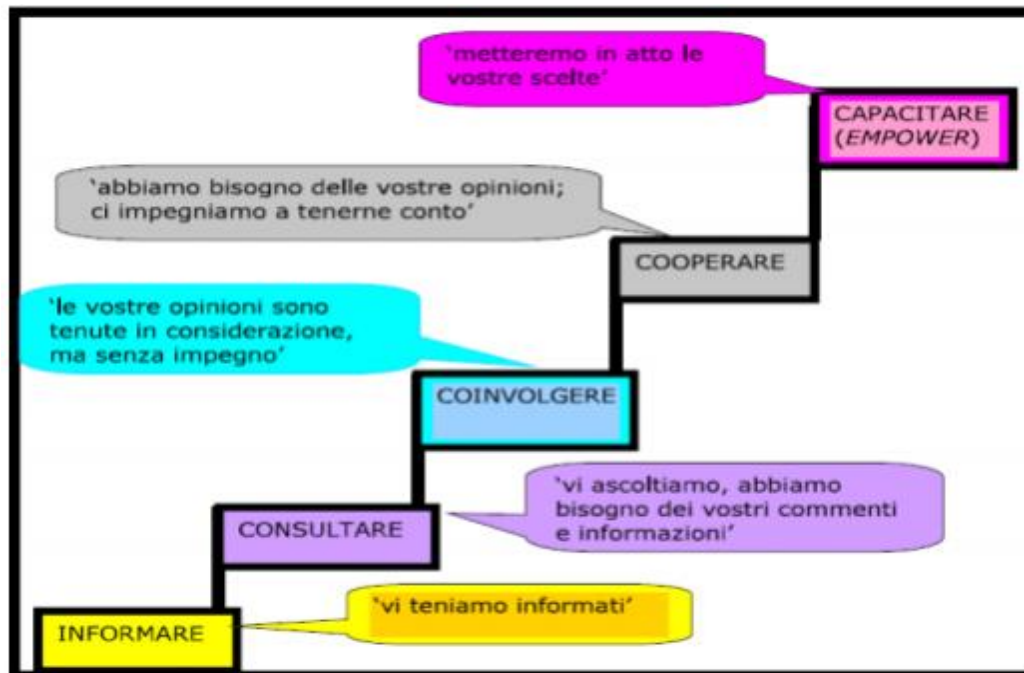 ‘metteremo in atto le
vostre scelte’
CAPACITARE
(EMPOWER)
‘abbiamo bisogno delle vostre opinioni;
ci impegniamo a tenerne conto’
COOPERARE
‘le vostre opinioni sono
tenute in considerazione,
ma senza impegno’
COINVOLGERE
‘vi ascoltiamo, abbiamo
bisogno dei vostri commenti
e informazioni’
CONSULTARE
‘vi teniamo informati’
INFORMARE